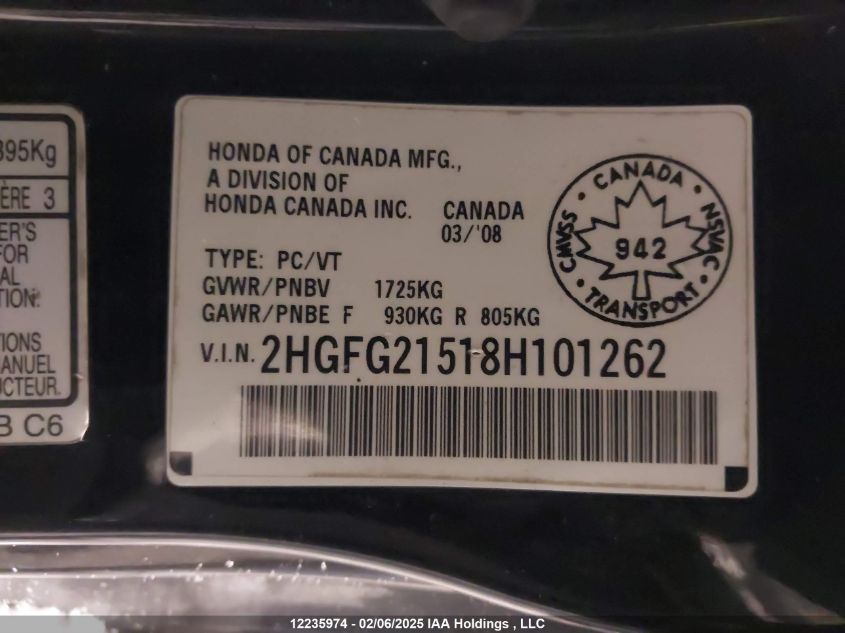 395Kg
ÈRE 3
ER'S
FOR
AL
TION:
TIONS
MANUEL
UCTEUR.
B C6
HONDA OF CANADA MFG.,
A DIVISION OF
HONDA CANADA INC. CANADA
03/'08
TYPE: PC/VT
GVWR/PNBV 1725KG
GAWR/PNBE F 930KG R 805KG
V.I.N. 2HGFG21518H101262
CANADA
CMVSS
NSVAC
942
TRANSPORT
12235974 - 02/06/2025 IAA Holdings , LLC